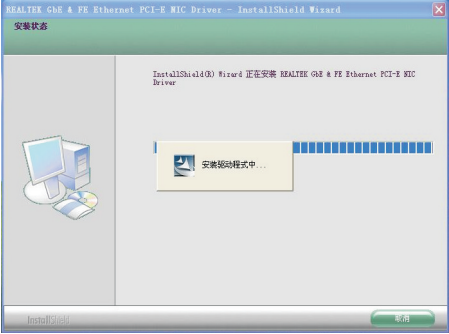 REALTEK GbE & FE Ethernet PCI-E NIC Driver - InstallShield Wizard
安装状态
InstallShield(R) Wizard 正在安装 REALTEK GbE & FE Ethernet PCI-E NIC
Driver
安装驱动程式中...
InstallShield
取消